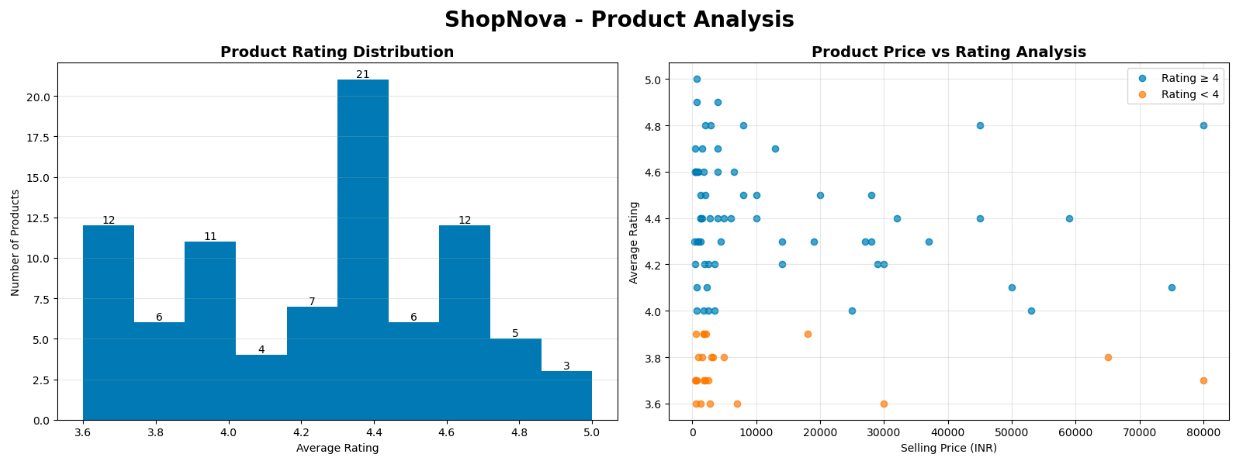 ShopNova - Product Analysis
Product Rating Distribution
Number of Products
20.0
17.5
15.0
12.5
10.0
7.5
5.0
2.5
0.0
12
6
11
4
7
21
6
12
5
3
3.6 3.8 4.0 4.2 4.4 4.6 4.8 5.0
Average Rating
Product Price vs Rating Analysis
Rating ≥ 4
Rating < 4
Average Rating
5.0
4.8
4.6
4.4
4.2
4.0
3.8
3.6
0 10000 20000 30000 40000 50000 60000 70000 80000
Selling Price (INR)